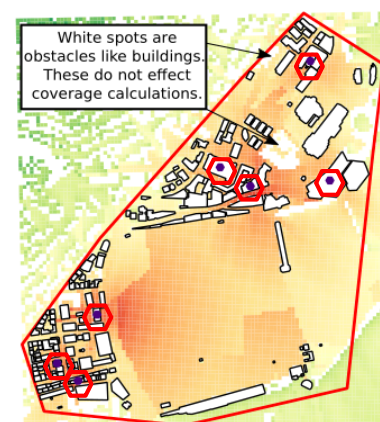 White spots are
obstacles like buildings.
These do not effect
coverage calculations.